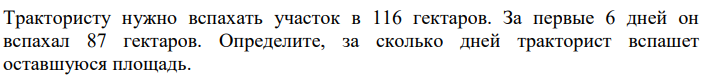 Трактористу нужно вспахать участок в 116 гектаров. За первые 6 дней он
вспахал 87 гектаров. Определите, за сколько дней тракторист вспашет
оставшуюся площадь.